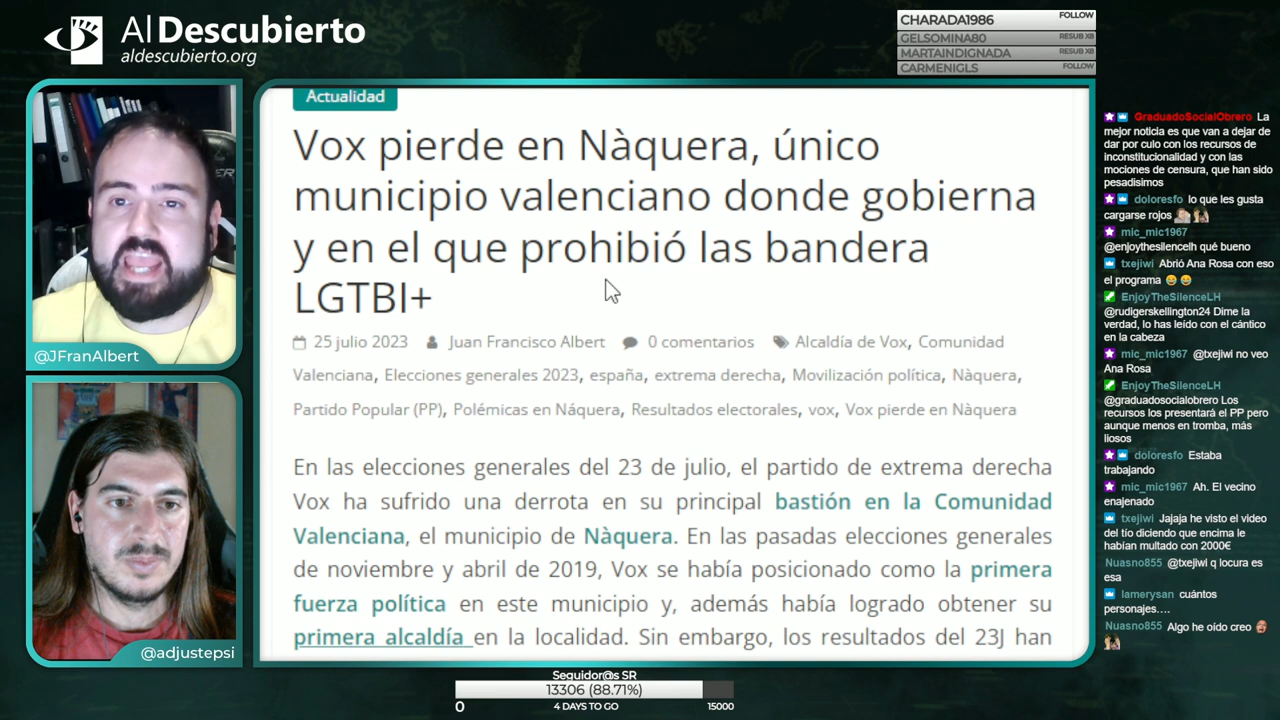 Al Descubierto
aldescubierto.org
CHARADA1986 FOLLOW
GELSOMINA80 RESUB X8
MARTAINDIGNADA RESUB X8
CARMENIGLS FOLLOW
@JFranAlbert
@adjustepsi
Actualidad
Vox pierde en Nàquera, único
municipio valenciano donde gobierna
y en el que prohibió las bandera
LGTBI+
25 julio 2023 Juan Francisco Albert 0 comentarios Alcaldía de Vox, Comunidad
Valenciana, Elecciones generales 2023, españa, extrema derecha, Movilización política, Nàquera,
Partido Popular (PP), Polémicas en Náquera, Resultados electorales, vox, Vox pierde en Nàquera
En las elecciones generales del 23 de julio, el partido de extrema derecha
Vox ha sufrido una derrota en su principal bastión en la Comunidad
Valenciana, el municipio de Nàquera. En las pasadas elecciones generales
de noviembre y abril de 2019, Vox se había posicionado como la primera
fuerza política en este municipio y, además había logrado obtener su
primera alcaldía en la localidad. Sin embargo, los resultados del 23J han
GraduadoSocialObrero La
mejor noticia es que van a dejar de
dar por culo con los recursos de
inconstitucionalidad y con las
mociones de censura, que han sido
pesadisimos
doloresfo lo que les gusta
cargarse rojos
mic_mic1967
@enjoythesilencelh qué bueno
txejiwi Abrió Ana Rosa con eso
el programa
EnjoyTheSilenceLH
@rudigerskellington24 Dime la
verdad, lo has leído con el cántico
en la cabeza
mic_mic1967 @txejiwi no veo
Ana Rosa
EnjoyTheSilenceLH
@graduadosocialobrero Los
recursos los presentará el PP pero
aunque menos en tromba, más
liosos
doloresfo Estaba
trabajando
mic_mic1967 Ah. El vecino
enajenado
txejiwi Jajaja he visto el video
del tío diciendo que encima le
habían multado con 2000€
Nuasno855 @txejiwi q locura es
esa
lamerysan cuántos
personajes….
Nuasno855 Algo he oído creo
Seguidor@s SR
13306 (88.71%)
0 4 DAYS TO GO 15000